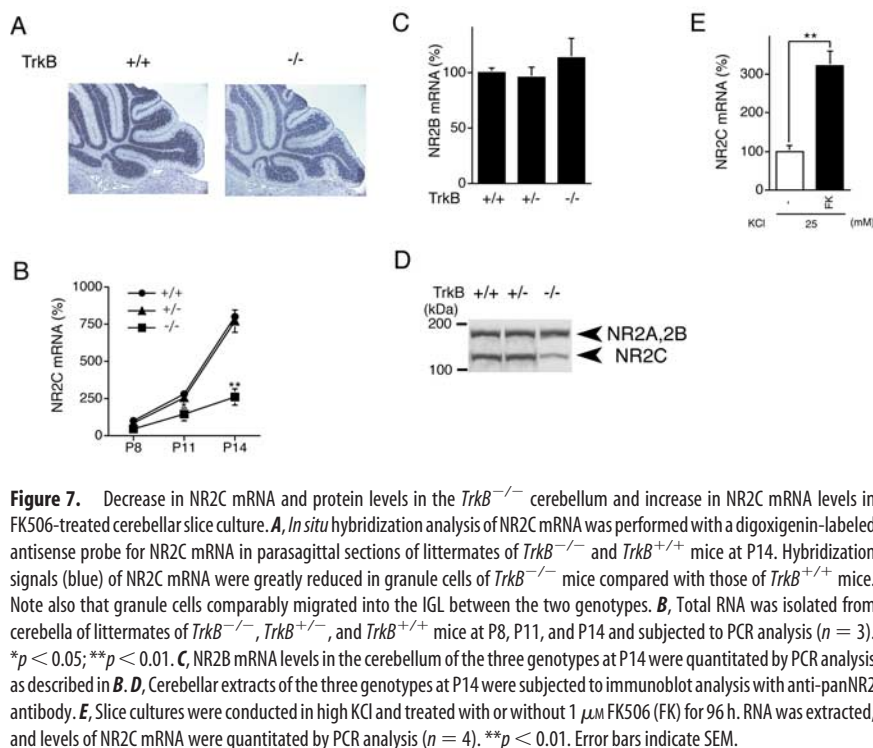 A
TrkB +/+ -/-
B
NR2C mRNA (%)
1000
750
500
250
0
+/+
+/-
-/-
**
P8 P11 P14
C
NR2B mRNA (%)
100
50
0
TrkB +/+ +/- -/-
D
TrkB +/+ +/- -/-
(kDa)
200
NR2A,2B
NR2C
100
E
NR2C mRNA (%)
**
300
200
100
0
- FK
KCl 25 (mM)
Figure 7. Decrease in NR2C mRNA and protein levels in the TrkB−/− cerebellum and increase in NR2C mRNA levels in
FK506-treated cerebellar slice culture. A, In situ hybridization analysis of NR2C mRNA was performed with a digoxigenin-labeled
antisense probe for NR2C mRNA in parasagittal sections of littermates of TrkB−/− and TrkB+/+ mice at P14. Hybridization
signals (blue) of NR2C mRNA were greatly reduced in granule cells of TrkB−/− mice compared with those of TrkB+/+ mice.
Note also that granule cells comparably migrated into the IGL between the two genotypes. B, Total RNA was isolated from
cerebella of littermates of TrkB−/−, TrkB+/−, and TrkB+/+ mice at P8, P11, and P14 and subjected to PCR analysis (n = 3).
*p < 0.05; **p < 0.01. C, NR2B mRNA levels in the cerebellum of the three genotypes at P14 were quantitated by PCR analysis
as described in B. D, Cerebellar extracts of the three genotypes at P14 were subjected to immunoblot analysis with anti-panNR2
antibody. E, Slice cultures were conducted in high KCl and treated with or without 1 μM FK506 (FK) for 96 h. RNA was extracted,
and levels of NR2C mRNA were quantitated by PCR analysis (n = 4). **p < 0.01. Error bars indicate SEM.